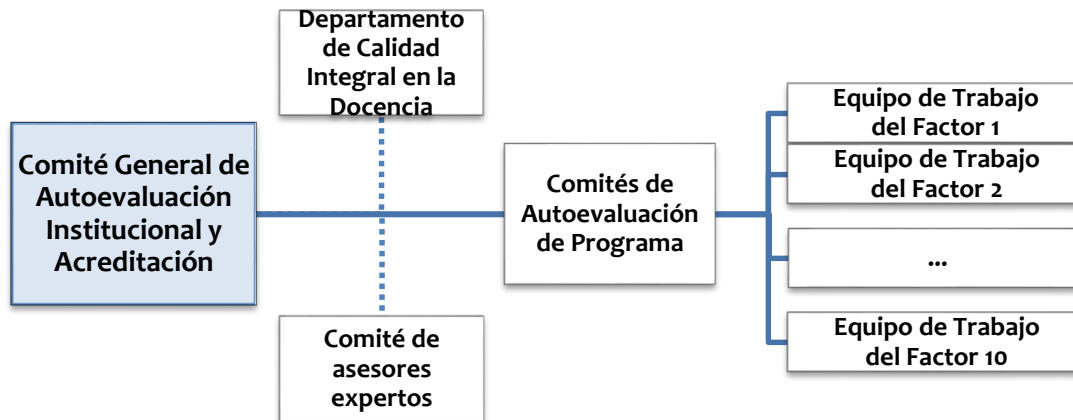 Departamento
de Calidad
Integral en la
Docencia
Comité General de
Autoevaluación
Institucional y
Acreditación
Comités de
Autoevaluación
de Programa
Equipo de Trabajo
del Factor 1
Equipo de Trabajo
del Factor 2
...
Equipo de Trabajo
del Factor 10
Comité de
asesores
expertos